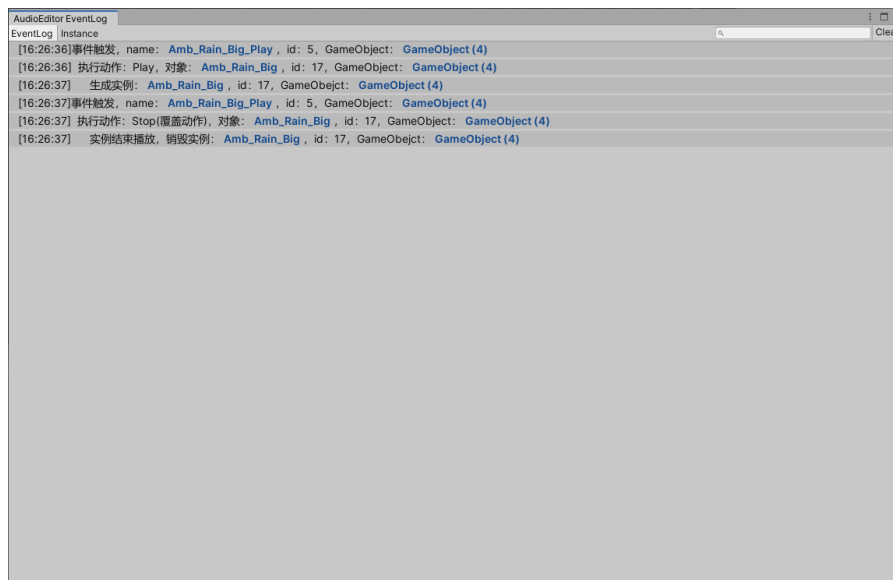 AudioEditor EventLog
EventLog Instance
[16:26:36]事件触发，name： Amb_Rain_Big_Play ，id：5，GameObject： GameObject (4)
[16:26:36] 执行动作：Play，对象： Amb_Rain_Big ，id：17，GameObject： GameObject (4)
[16:26:37] 生成实例： Amb_Rain_Big ，id：17，GameObejct： GameObject (4)
[16:26:37]事件触发，name： Amb_Rain_Big_Play ，id：5，GameObject： GameObject (4)
[16:26:37] 执行动作：Stop(覆盖动作)，对象： Amb_Rain_Big ，id：17，GameObject： GameObject (4)
[16:26:37] 实例结束播放，销毁实例： Amb_Rain_Big ，id：17，GameObejct： GameObject (4)